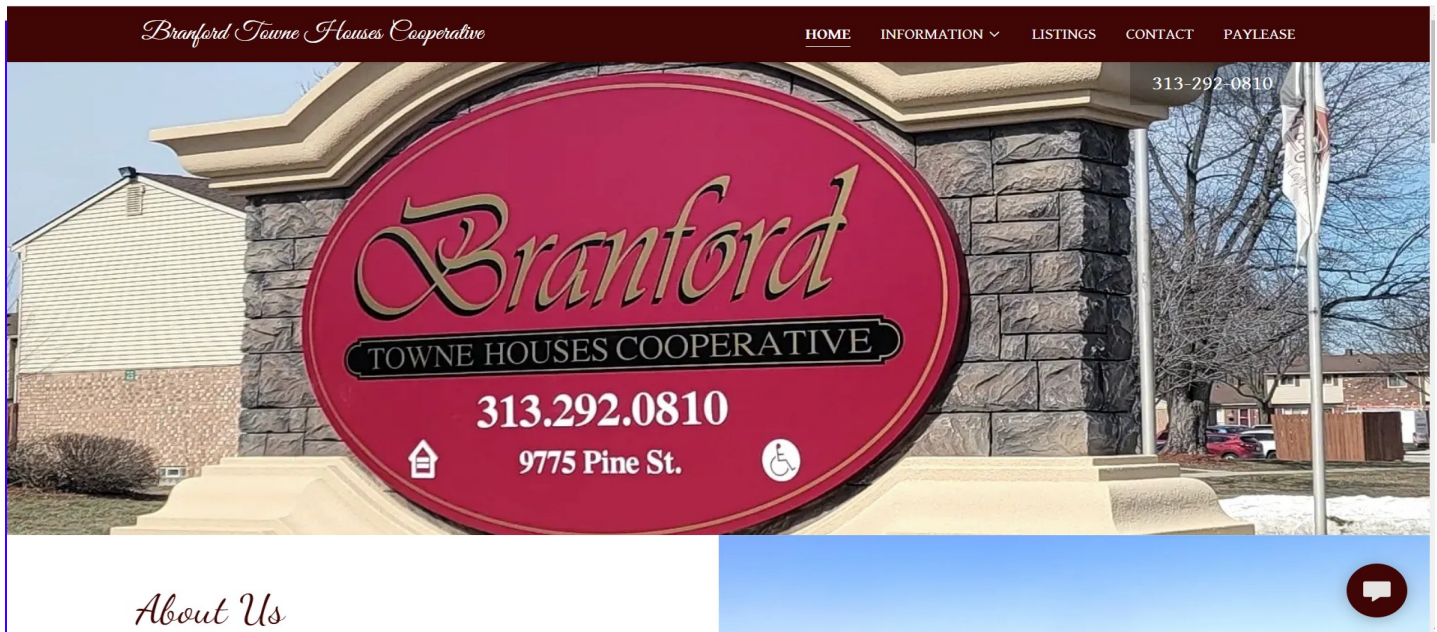 Branford Towne Houses Cooperative
HOME INFORMATION LISTINGS CONTACT PAYLEASE
313-292-0810
Branford
TOWNE HOUSES COOPERATIVE
313.292.0810
9775 Pine St.
About Us